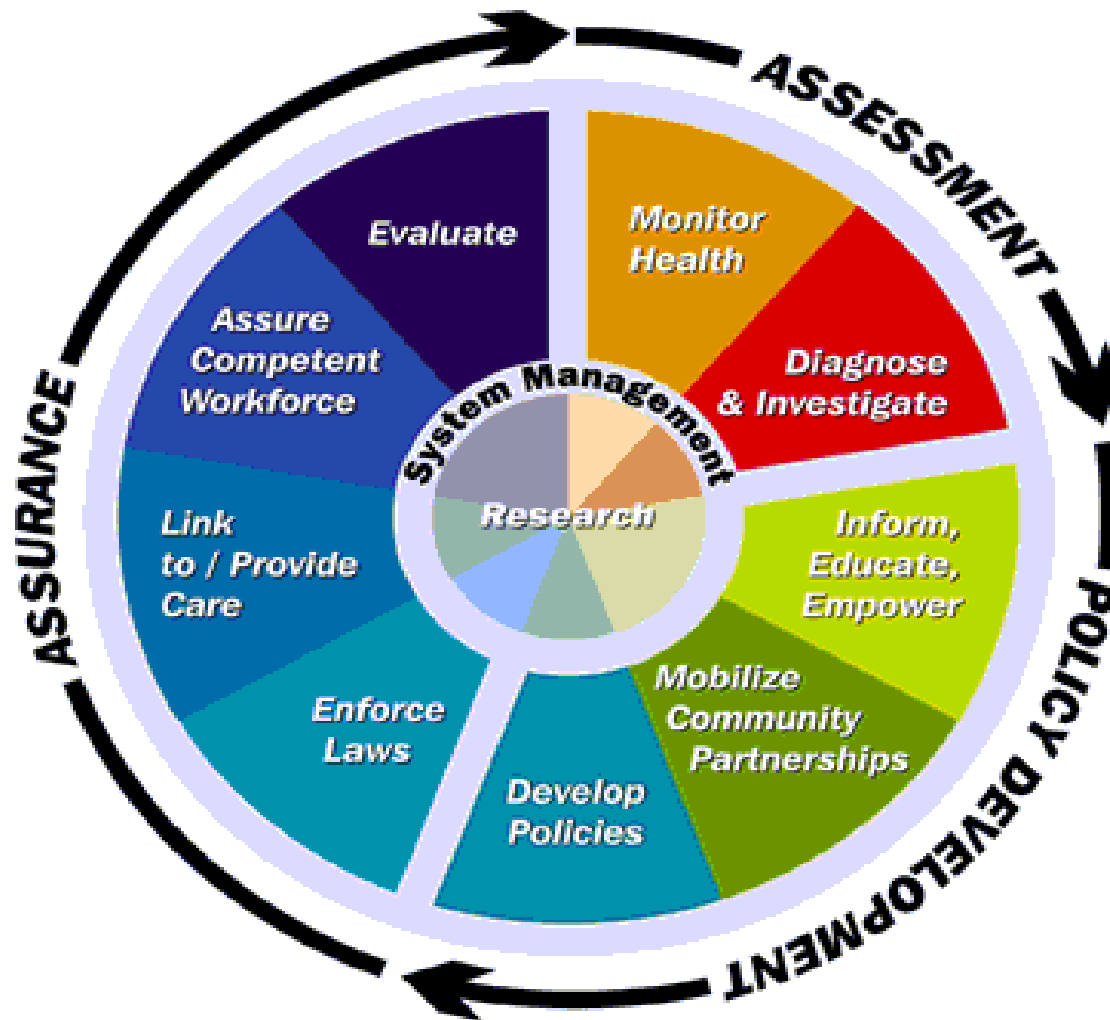 ASSESSMENT
Monitor
Health
Diagnose
& Investigate
POLICY DEVELOPMENT
Inform,
Educate,
Empower
Mobilize
Community
Partnerships
Develop
Policies
ASSURANCE
Enforce
Laws
Link
to / Provide
Care
Assure
Competent
Workforce
Evaluate
System Management
Research